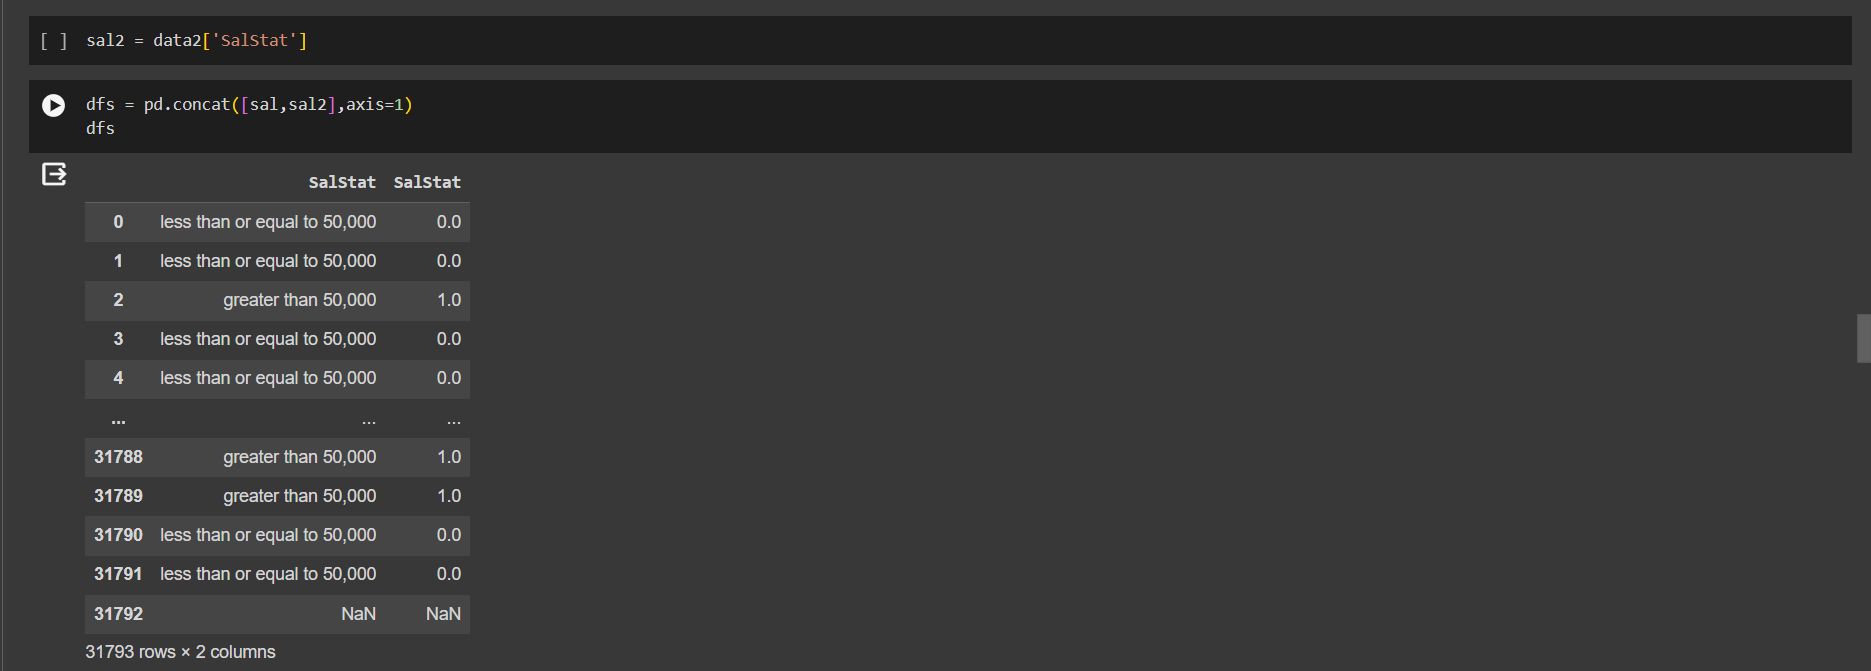 [ ] sal2 = data2['SalStat']
dfs = pd.concat([sal,sal2],axis=1)
dfs
SalStat SalStat
0 less than or equal to 50,000 0.0
1 less than or equal to 50,000 0.0
2 greater than 50,000 1.0
3 less than or equal to 50,000 0.0
4 less than or equal to 50,000 0.0
... ... ...
31788 greater than 50,000 1.0
31789 greater than 50,000 1.0
31790 less than or equal to 50,000 0.0
31791 less than or equal to 50,000 0.0
31792 NaN NaN
31793 rows × 2 columns